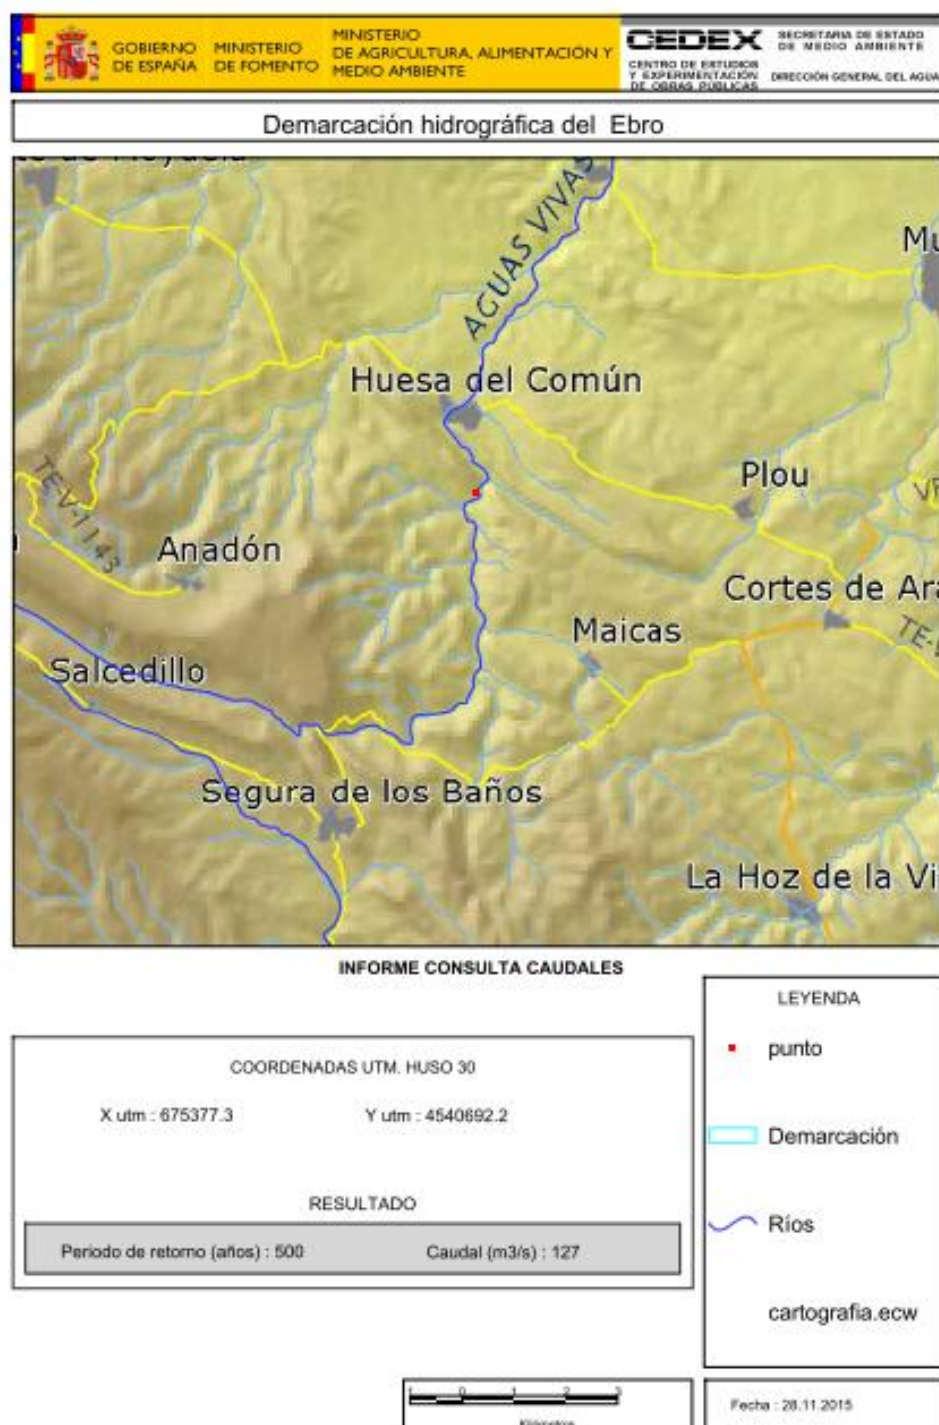 GOBIERNO
DE ESPAÑA
MINISTERIO
DE FOMENTO
MINISTERIO
DE AGRICULTURA, ALIMENTACIÓN Y
MEDIO AMBIENTE
CEDEX
CENTRO DE ESTUDIOS
Y EXPERIMENTACIÓN
DE OBRAS PÚBLICAS
SECRETARIA DE ESTADO
DE MEDIO AMBIENTE
DIRECCIÓN GENERAL DEL AGUA
Demarcación hidrográfica del Ebro
AGUAS VIVAS
Mu
Huesa del Común
Plou
TE-V-1143
Anadón
Cortes de Ara
Maicas
TE-
Salcedillo
Segura de los Baños
La Hoz de la Vi
INFORME CONSULTA CAUDALES
LEYENDA
punto
Demarcación
Ríos
cartografia.ecw
COORDENADAS UTM. HUSO 30
X utm : 675377.3 Y utm : 4540692.2
RESULTADO
Periodo de retorno (años) : 500 Caudal (m3/s) : 127
1 0 1 2 3
Fecha : 28.11.2015